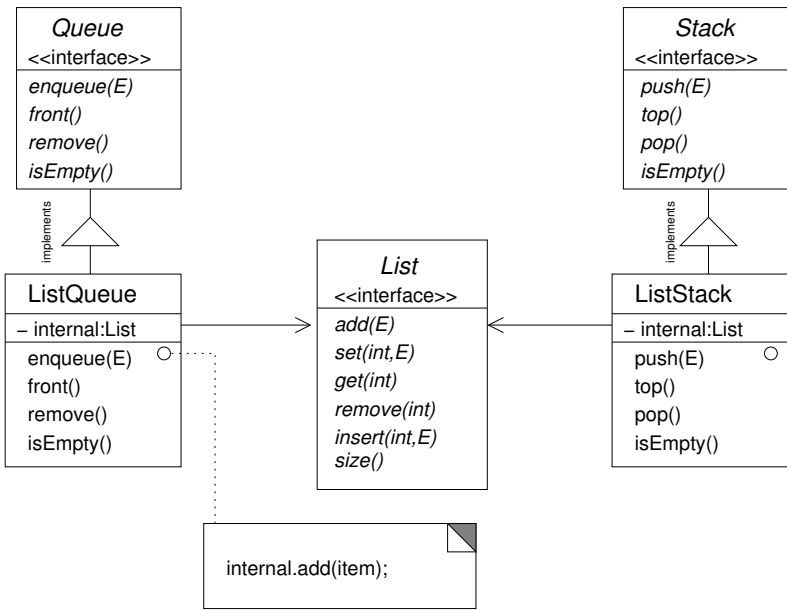 Queue
<<interface>>
enqueue(E)
front()
remove()
isEmpty()
implements
ListQueue
– internal:List
enqueue(E)
front()
remove()
isEmpty()
List
<<interface>>
add(E)
set(int,E)
get(int)
remove(int)
insert(int,E)
size()
Stack
<<interface>>
push(E)
top()
pop()
isEmpty()
implements
ListStack
– internal:List
push(E)
top()
pop()
isEmpty()
internal.add(item);